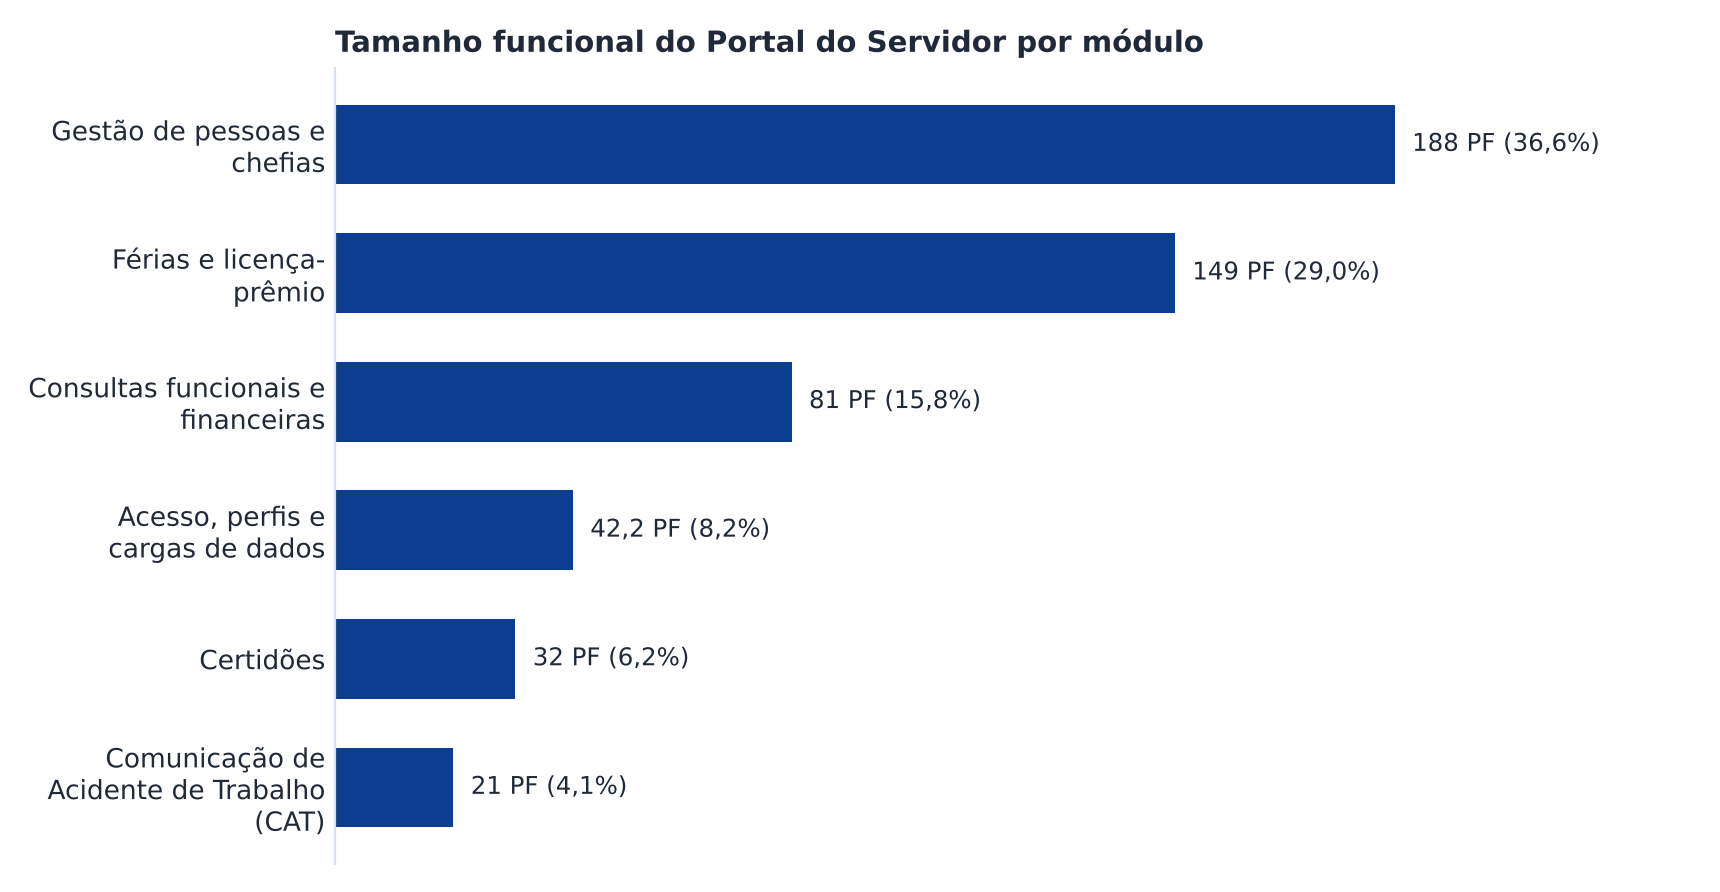 Tamanho funcional do Portal do Servidor por módulo
Gestão de pessoas e
chefias
188 PF (36,6%)
Férias e licença-
prêmio
149 PF (29,0%)
Consultas funcionais e
financeiras
81 PF (15,8%)
Acesso, perfis e
cargas de dados
42,2 PF (8,2%)
Certidões
32 PF (6,2%)
Comunicação de
Acidente de Trabalho
(CAT)
21 PF (4,1%)